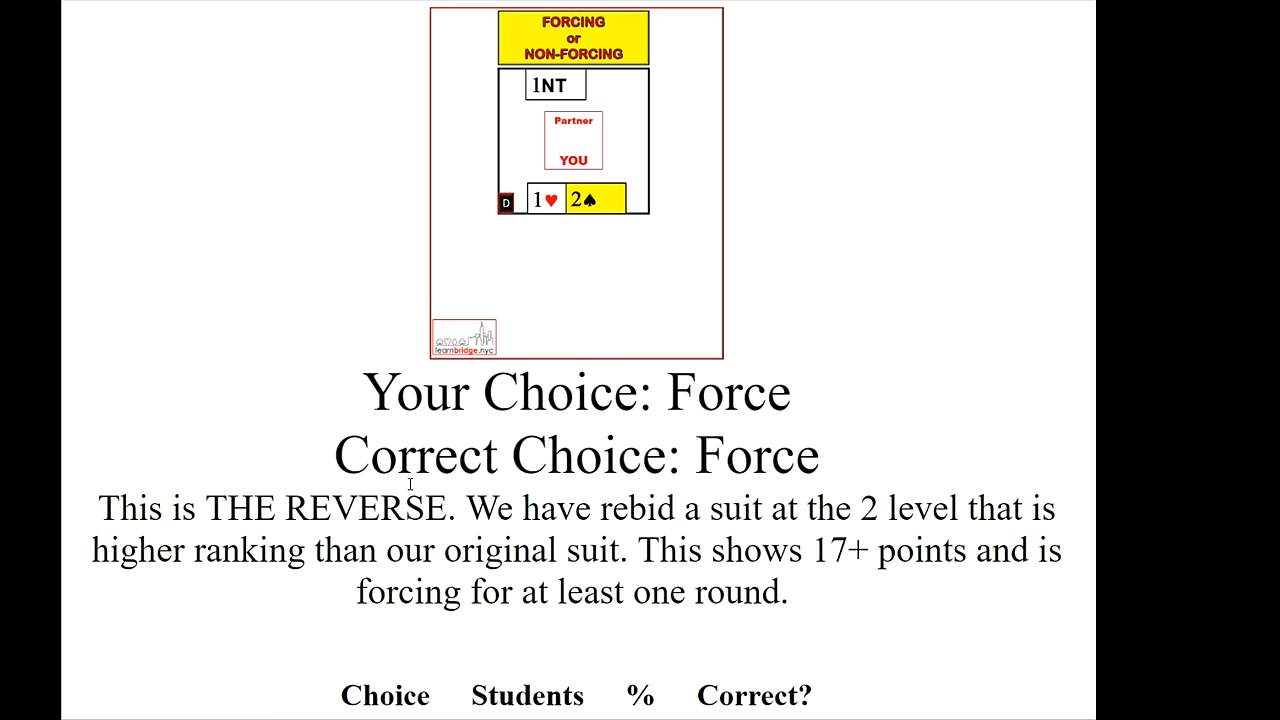 FORCING
or
NON-FORCING
1NT
Partner
YOU
D
1♥ 2♠
learnbridge.nyc
Your Choice: Force
Correct Choice: Force
This is THE REVERSE. We have rebid a suit at the 2 level that is
higher ranking than our original suit. This shows 17+ points and is
forcing for at least one round.
Choice Students % Correct?